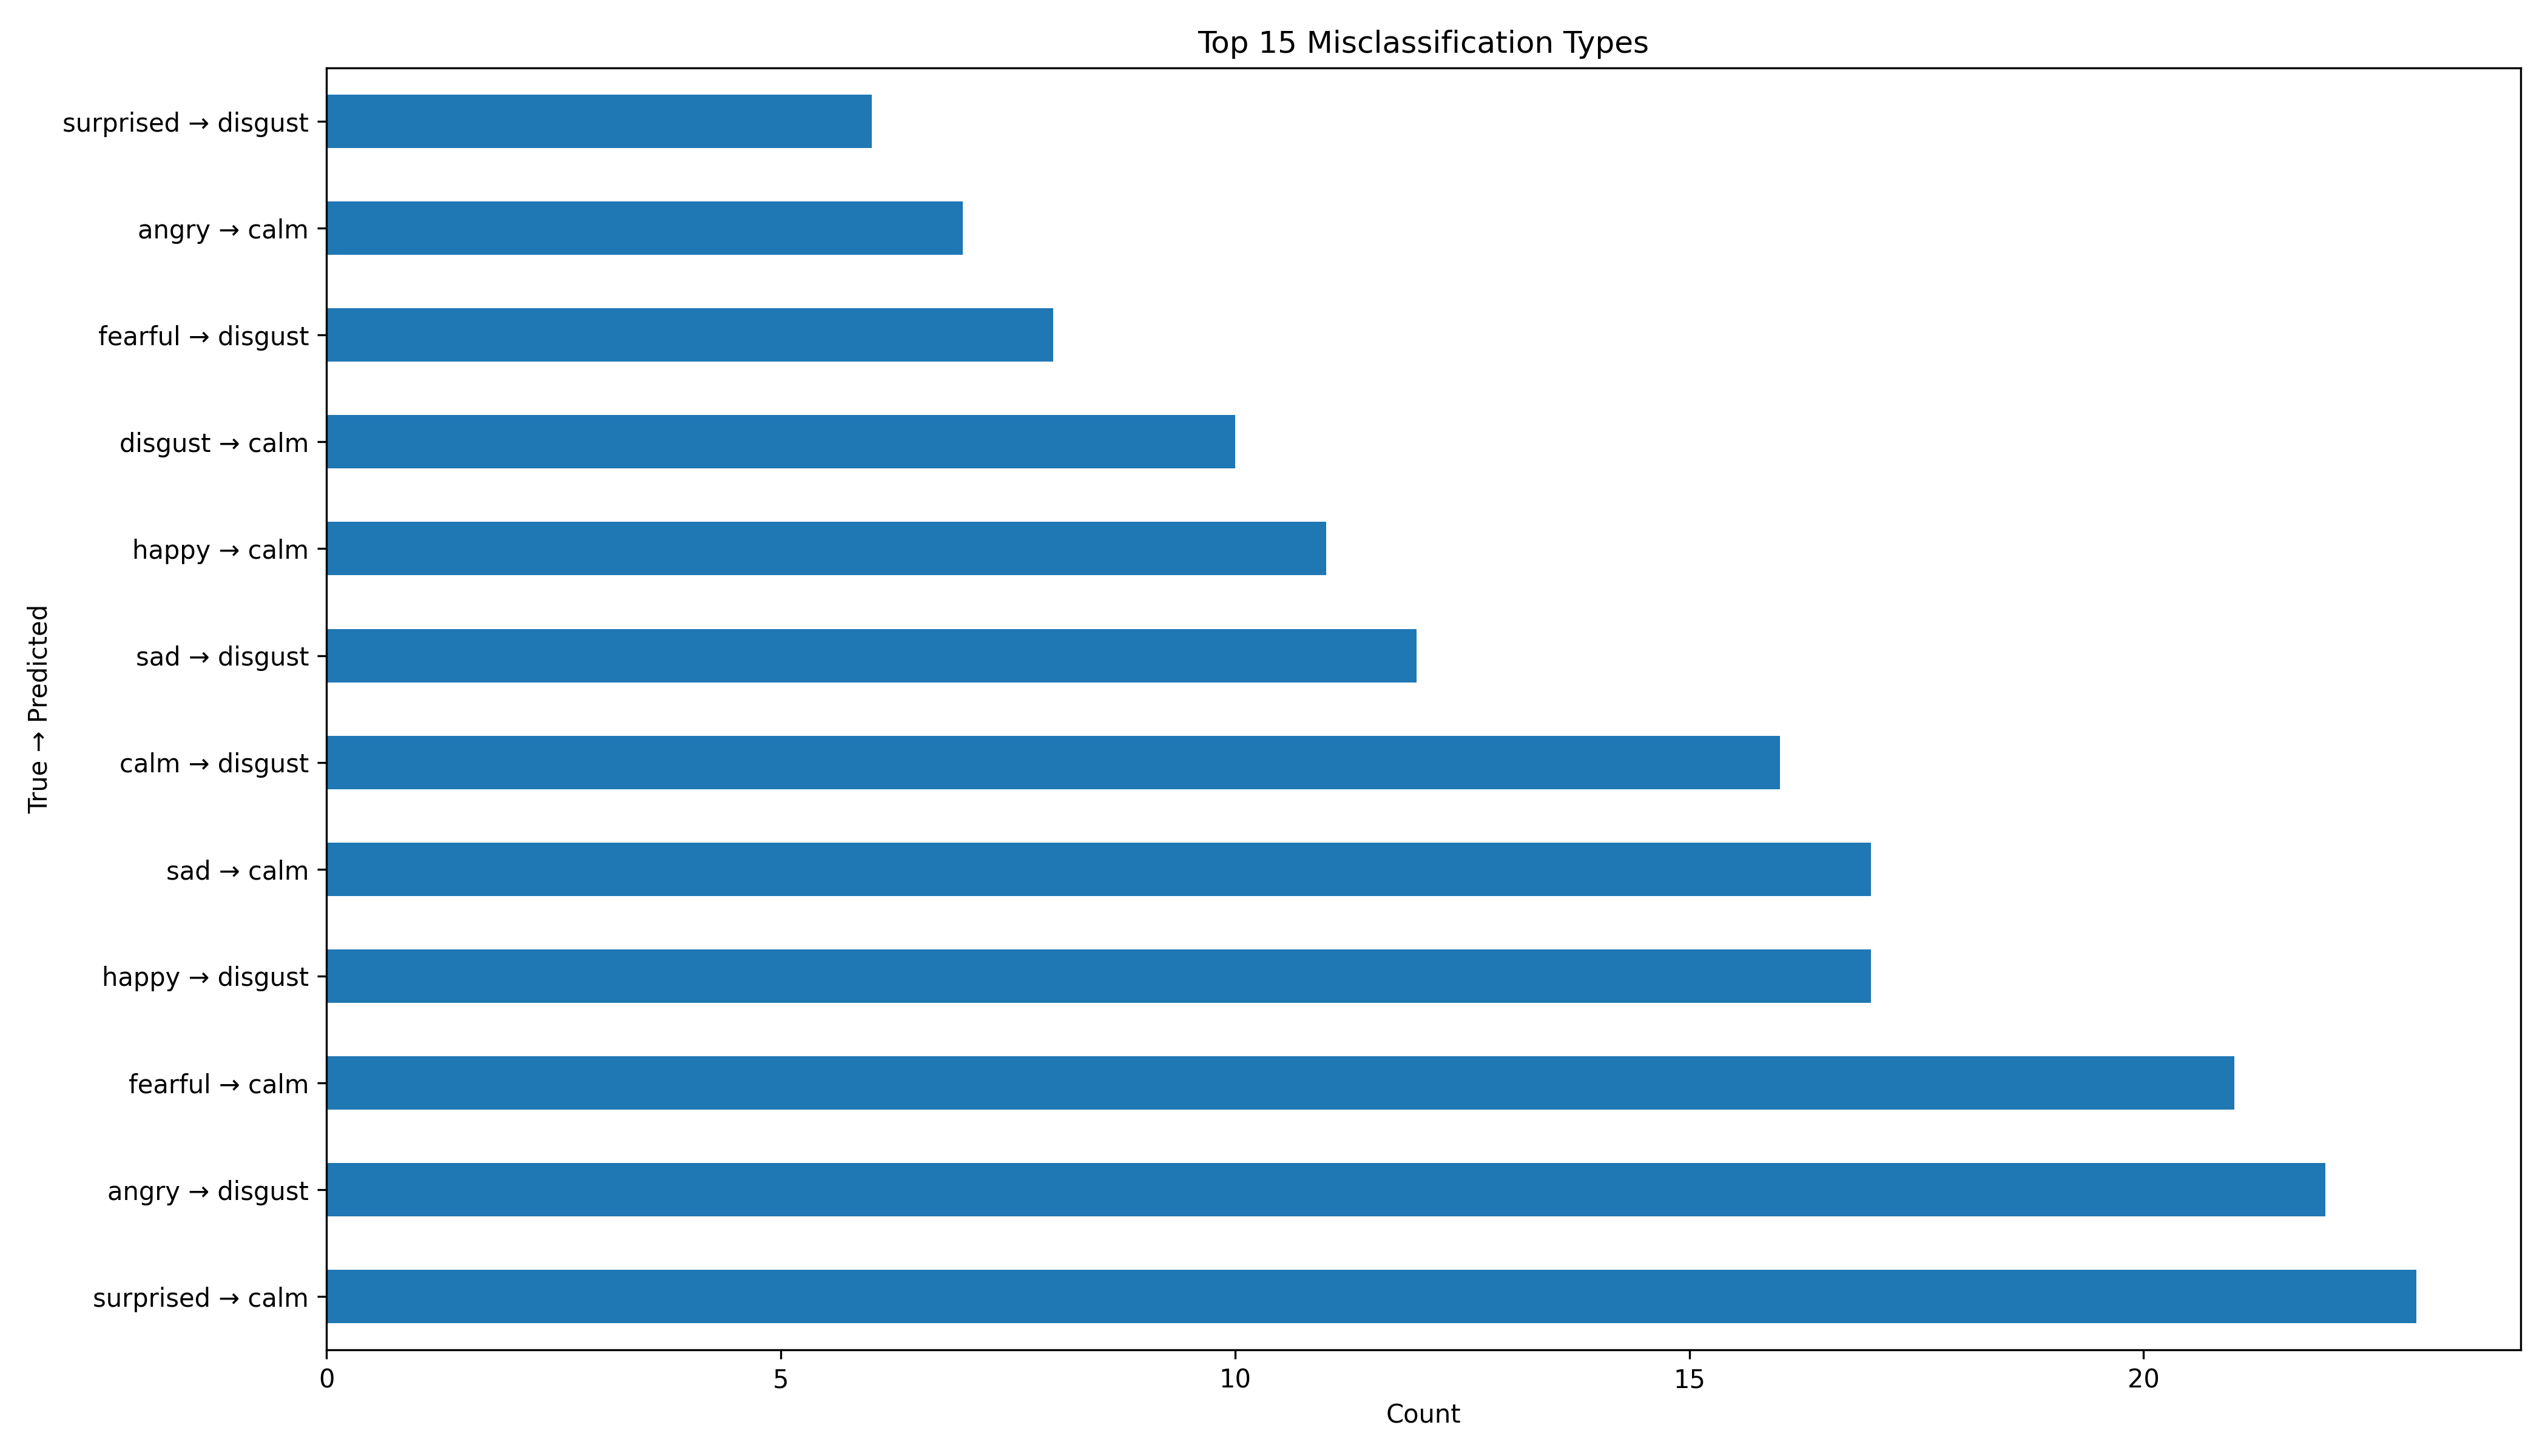 Top 15 Misclassification Types
True → Predicted
surprised → disgust
angry → calm
fearful → disgust
disgust → calm
happy → calm
sad → disgust
calm → disgust
sad → calm
happy → disgust
fearful → calm
angry → disgust
surprised → calm
0 5 10 15 20
Count